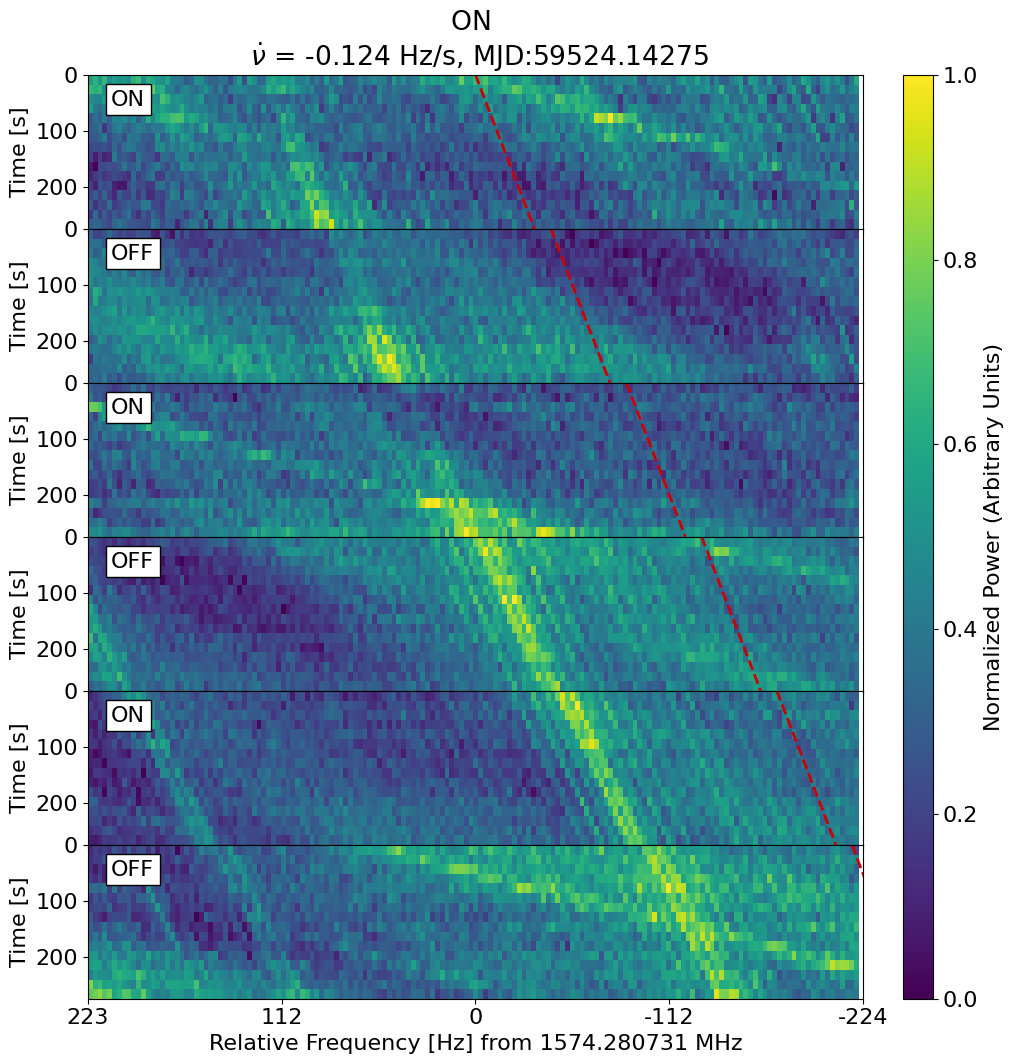 ON
ν̇ = -0.124 Hz/s, MJD:59524.14275
ON
OFF
ON
OFF
ON
OFF
Time [s]
0
100
200
Time [s]
0
100
200
Time [s]
0
100
200
Time [s]
0
100
200
Time [s]
0
100
200
Time [s]
0
100
200
223 112 0 -112 -224
Relative Frequency [Hz] from 1574.280731 MHz
1.0
0.8
0.6
0.4
0.2
0.0
Normalized Power (Arbitrary Units)